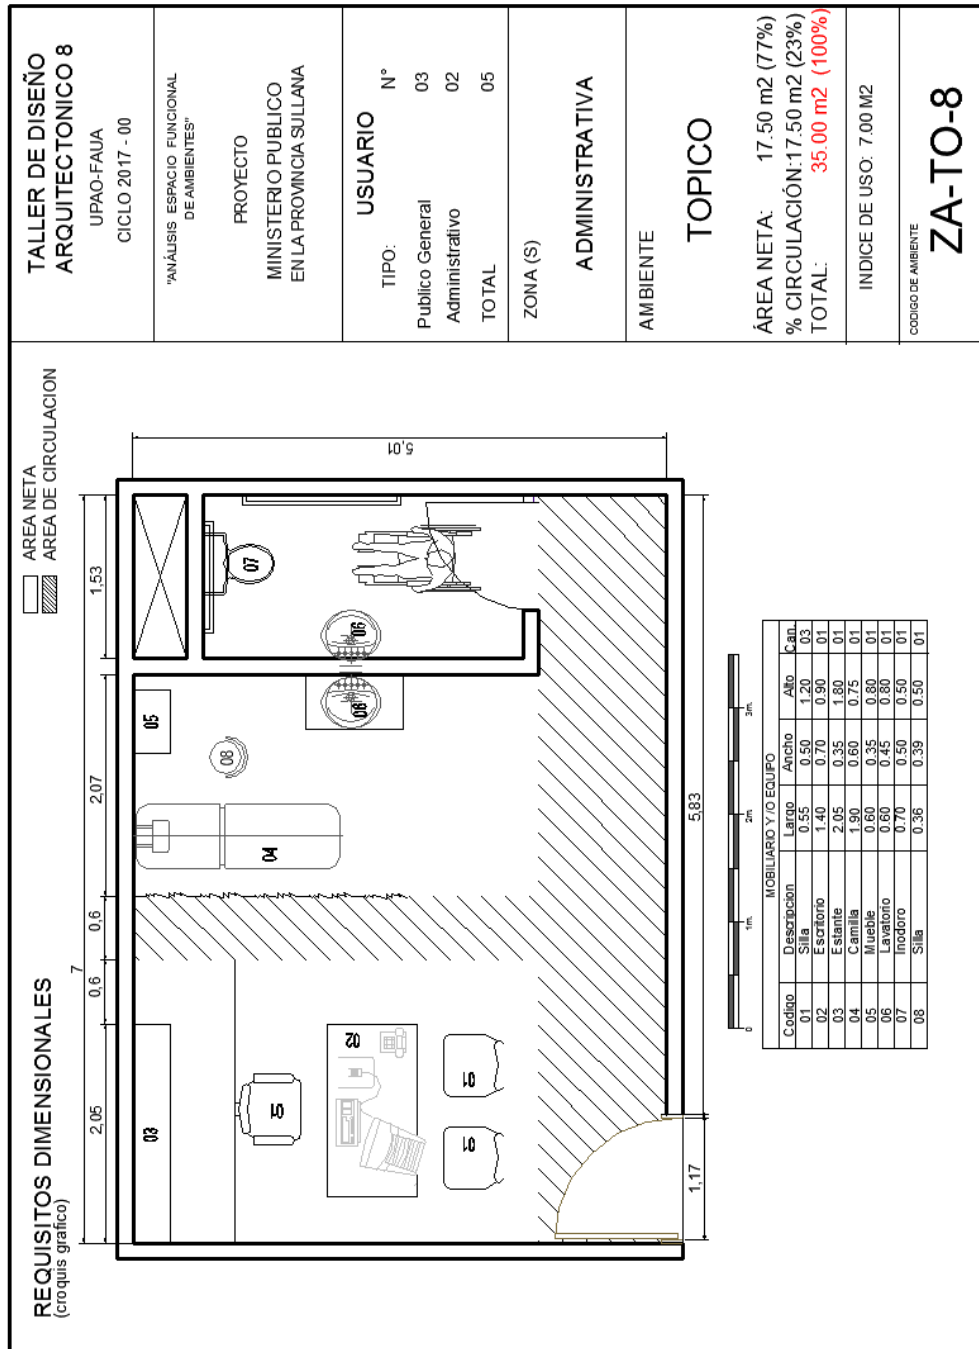 REQUISITOS DIMENSIONALES
(croquis grafico)
AREA NETA
AREA DE CIRCULACION
7
2,05
0,6
0,6
2,07
1,53
5,01
5,83
1,17
03
01
02
01
01
04
05
08
06
06
07
0
1m.
2m.
3m.
MOBILIARIO Y /O EQUIPO
Codigo Descripcion Largo Ancho Alto Can.
01 Silla 0.55 0.50 1.20 03
02 Escritorio 1.40 0.70 0.90 01
03 Estante 2.05 0.35 1.80 01
04 Camilla 1.90 0.60 0.75 01
05 Mueble 0.60 0.35 0.80 01
06 Lavatorio 0.60 0.45 0.80 01
07 Inodoro 0.70 0.50 0.50 01
08 Silla 0.36 0.39 0.50 01
TALLER DE DISEÑO
ARQUITECTONICO 8
UPAO-FAUA
CICLO 2017 - 00
"ANÁLISIS ESPACIO FUNCIONAL
DE AMBIENTES"
PROYECTO
MINISTERIO PUBLICO
EN LA PROVINCIA SULLANA
USUARIO
TIPO: N°
Publico General 03
Administrativo 02
TOTAL 05
ZONA (S)
ADMINISTRATIVA
AMBIENTE
TOPICO
ÁREA NETA: 17.50 m2 (77%)
% CIRCULACIÓN:17.50 m2 (23%)
TOTAL: 35.00 m2 (100%)
INDICE DE USO: 7.00 M2
CODIGO DE AMBIENTE
ZA-TO-8